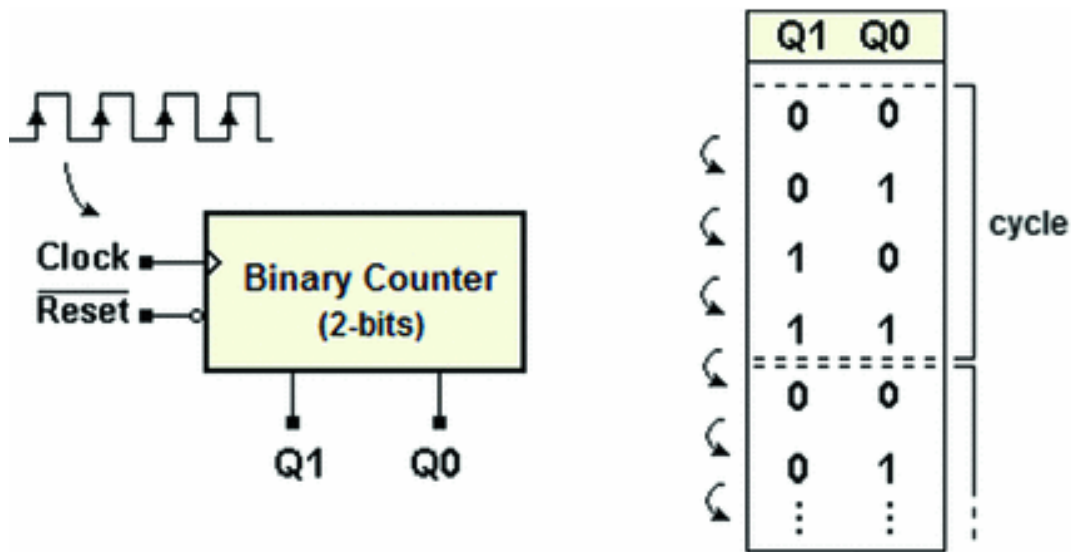 Clock
Reset
Binary Counter
(2-bits)
Q1 Q0
Q1 Q0
0 0
0 1
1 0
1 1
0 0
0 1
⋮ ⋮
cycle